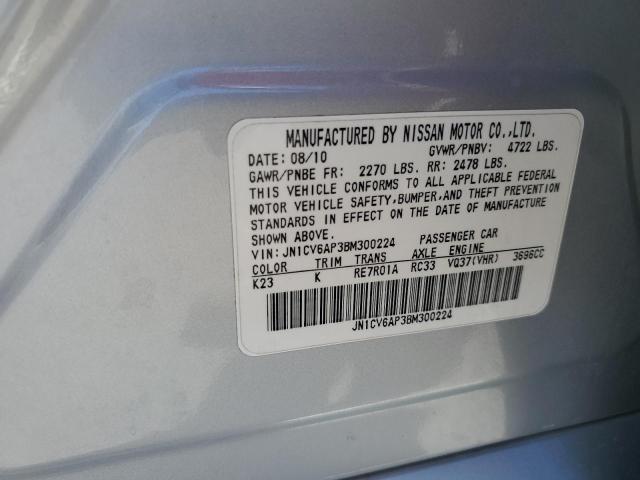 MANUFACTURED BY NISSAN MOTOR CO.,LTD.
DATE: 08/10 GVWR/PNBV: 4722 LBS.
GAWR/PNBE FR: 2270 LBS. RR: 2478 LBS.
THIS VEHICLE CONFORMS TO ALL APPLICABLE FEDERAL
MOTOR VEHICLE SAFETY,BUMPER,AND THEFT PREVENTION
STANDARDS IN EFFECT ON THE DATE OF MANUFACTURE
SHOWN ABOVE.
VIN: JN1CV6AP3BM300224 PASSENGER CAR
COLOR TRIM TRANS AXLE ENGINE
K23 K RE7R01A RC33 VQ37(VHR) 3696CC
JN1CV6AP3BM300224